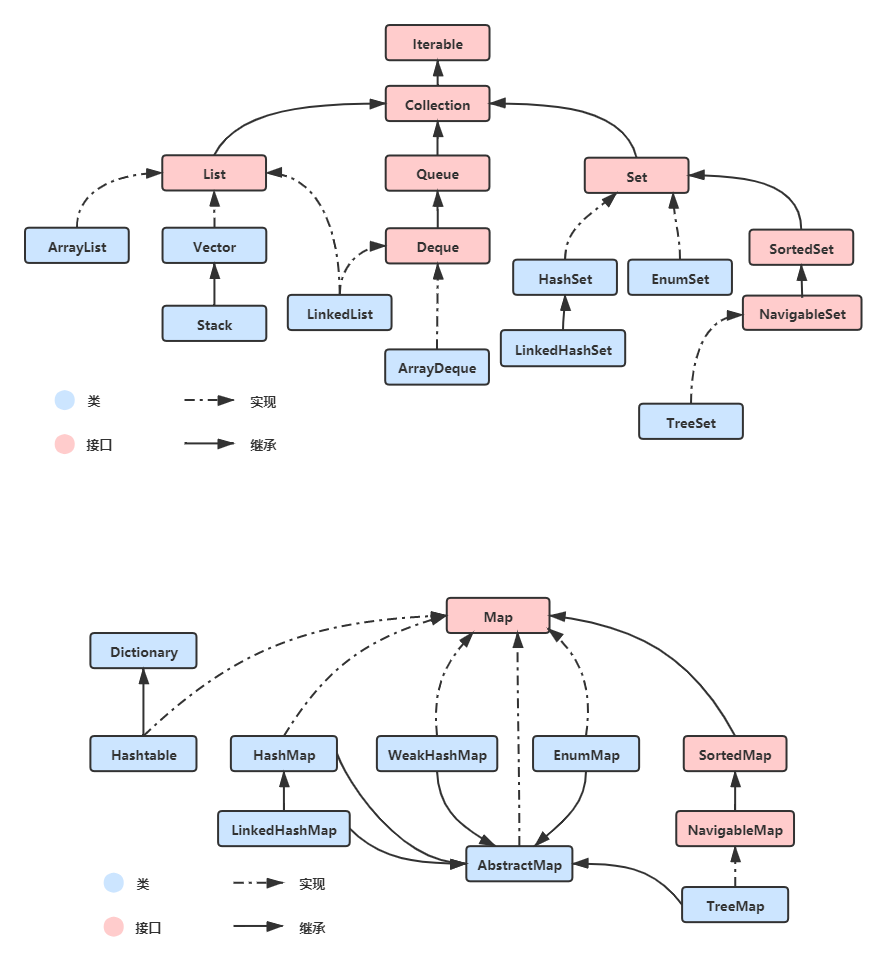 Iterable
Collection
List
Queue
Set
ArrayList
Vector
Deque
SortedSet
HashSet
EnumSet
LinkedList
NavigableSet
Stack
LinkedHashSet
ArrayDeque
TreeSet
类
实现
接口
继承
Map
Dictionary
Hashtable
HashMap
WeakHashMap
EnumMap
SortedMap
LinkedHashMap
NavigableMap
AbstractMap
TreeMap
类
实现
接口
继承